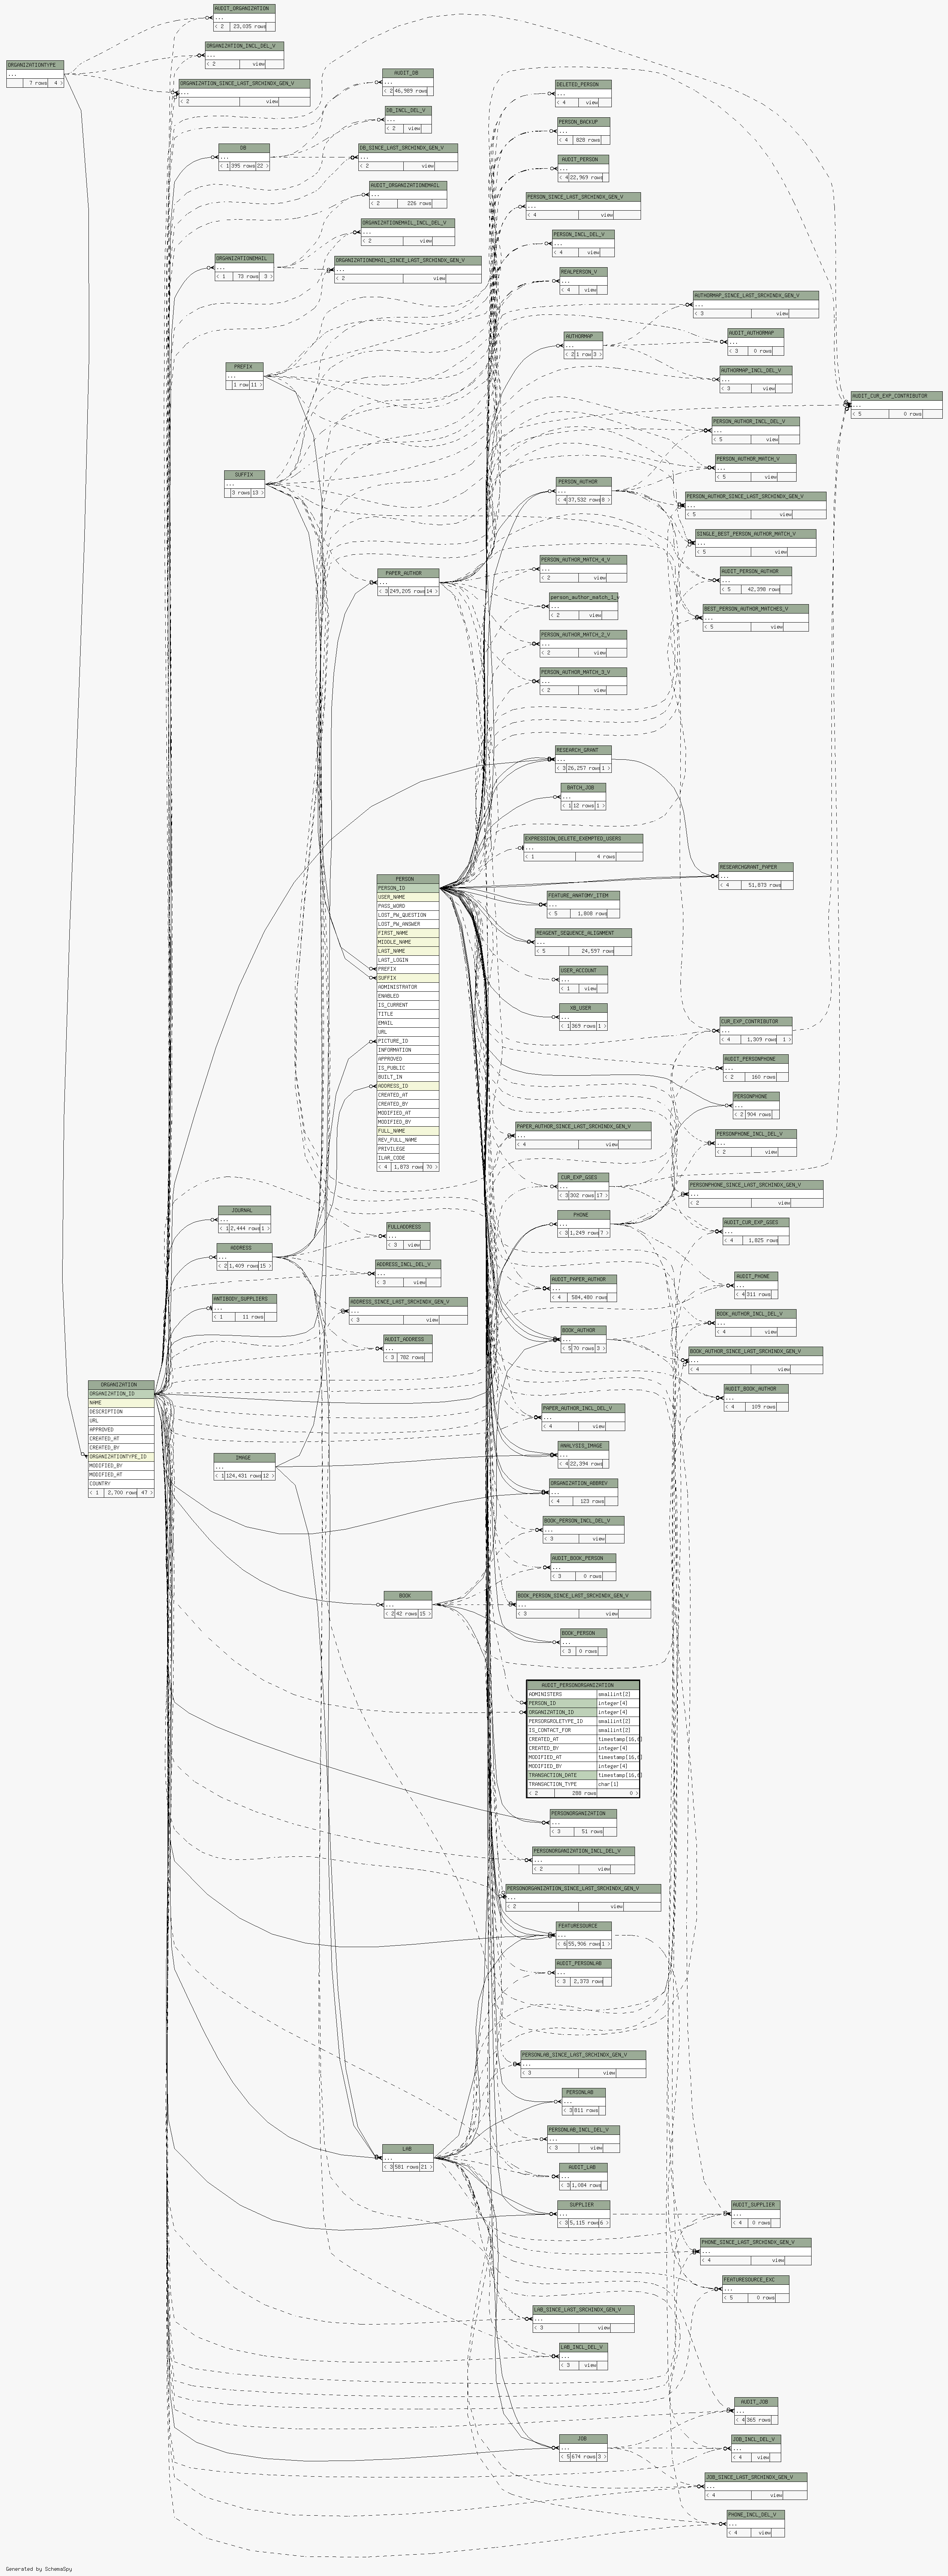 AUDIT_ORGANIZATION
...
< 2 23,035 rows
ORGANIZATION_INCL_DEL_V
...
< 2 view
ORGANIZATIONTYPE
...
7 rows 4 >
ORGANIZATION_SINCE_LAST_SRCHINDX_GEN_V
...
< 2 view
AUDIT_DB
...
< 2 46,989 rows
DB_INCL_DEL_V
...
< 2 view
DB
...
< 1 395 rows 22 >
DB_SINCE_LAST_SRCHINDX_GEN_V
...
< 2 view
AUDIT_ORGANIZATIONEMAIL
...
< 2 226 rows
ORGANIZATIONEMAIL_INCL_DEL_V
...
< 2 view
ORGANIZATIONEMAIL
...
< 1 73 rows 3 >
ORGANIZATIONEMAIL_SINCE_LAST_SRCHINDX_GEN_V
...
< 2 view
DELETED_PERSON
...
< 4 view
PERSON_BACKUP
...
< 4 828 rows
AUDIT_PERSON
...
< 4 22,969 rows
PERSON_SINCE_LAST_SRCHINDX_GEN_V
...
< 4 view
PERSON_INCL_DEL_V
...
< 4 view
REALPERSON_V
...
< 4 view
AUTHORMAP_SINCE_LAST_SRCHINDX_GEN_V
...
< 3 view
AUTHORMAP
...
< 2 1 row 3 >
AUDIT_AUTHORMAP
...
< 3 0 rows
AUTHORMAP_INCL_DEL_V
...
< 3 view
PREFIX
...
1 row 11 >
AUDIT_CUR_EXP_CONTRIBUTOR
...
< 5 0 rows
PERSON_AUTHOR_INCL_DEL_V
...
< 5 view
PERSON_AUTHOR_MATCH_V
...
< 5 view
SUFFIX
...
3 rows 13 >
PERSON_AUTHOR
...
< 4 37,532 rows 8 >
PERSON_AUTHOR_SINCE_LAST_SRCHINDX_GEN_V
...
< 5 view
SINGLE_BEST_PERSON_AUTHOR_MATCH_V
...
< 5 view
PAPER_AUTHOR
...
< 3 249,205 rows 14 >
PERSON_AUTHOR_MATCH_4_V
...
< 2 view
AUDIT_PERSON_AUTHOR
...
< 5 42,398 rows
person_author_match_1_v
...
< 2 view
BEST_PERSON_AUTHOR_MATCHES_V
...
< 5 view
PERSON_AUTHOR_MATCH_2_V
...
< 2 view
PERSON_AUTHOR_MATCH_3_V
...
< 2 view
RESEARCH_GRANT
...
< 3 26,257 rows 1 >
BATCH_JOB
...
< 1 12 rows 1 >
EXPRESSION_DELETE_EXEMPTED_USERS
...
< 1 4 rows
RESEARCHGRANT_PAPER
...
< 4 51,873 rows
FEATURE_ANATOMY_ITEM
...
< 5 1,808 rows
REAGENT_SEQUENCE_ALIGNMENT
...
< 5 24,597 rows
USER_ACCOUNT
...
< 1 view
XB_USER
...
< 1 369 rows 1 >
CUR_EXP_CONTRIBUTOR
...
< 4 1,309 rows 1 >
PERSON
PERSON_ID
USER_NAME
PASS_WORD
LOST_PW_QUESTION
LOST_PW_ANSWER
FIRST_NAME
MIDDLE_NAME
LAST_NAME
LAST_LOGIN
PREFIX
SUFFIX
ADMINISTRATOR
ENABLED
IS_CURRENT
TITLE
EMAIL
URL
PICTURE_ID
INFORMATION
APPROVED
IS_PUBLIC
BUILT_IN
ADDRESS_ID
CREATED_AT
CREATED_BY
MODIFIED_AT
MODIFIED_BY
FULL_NAME
REV_FULL_NAME
PRIVILEGE
ILAR_CODE
< 4 1,873 rows 70 >
AUDIT_PERSONPHONE
...
< 2 160 rows
PERSONPHONE
...
< 2 904 rows
PAPER_AUTHOR_SINCE_LAST_SRCHINDX_GEN_V
...
< 4 view
PERSONPHONE_INCL_DEL_V
...
< 2 view
CUR_EXP_GSES
...
< 3 302 rows 17 >
PERSONPHONE_SINCE_LAST_SRCHINDX_GEN_V
...
< 2 view
JOURNAL
...
< 1 2,444 rows 1 >
PHONE
...
< 3 1,249 rows 7 >
AUDIT_CUR_EXP_GSES
...
< 4 1,825 rows
FULLADDRESS
...
< 3 view
ADDRESS
...
< 2 1,409 rows 15 >
ADDRESS_INCL_DEL_V
...
< 3 view
AUDIT_PAPER_AUTHOR
...
< 4 584,480 rows
AUDIT_PHONE
...
< 4 311 rows
ANTIBODY_SUPPLIERS
...
< 1 11 rows
ADDRESS_SINCE_LAST_SRCHINDX_GEN_V
...
< 3 view
BOOK_AUTHOR_INCL_DEL_V
...
< 4 view
BOOK_AUTHOR
...
< 5 70 rows 3 >
AUDIT_ADDRESS
...
< 3 782 rows
BOOK_AUTHOR_SINCE_LAST_SRCHINDX_GEN_V
...
< 4 view
AUDIT_BOOK_AUTHOR
...
< 4 109 rows
ORGANIZATION
ORGANIZATION_ID
NAME
DESCRIPTION
URL
APPROVED
CREATED_AT
CREATED_BY
ORGANIZATIONTYPE_ID
MODIFIED_BY
MODIFIED_AT
COUNTRY
< 1 2,700 rows 47 >
PAPER_AUTHOR_INCL_DEL_V
...
< 4 view
IMAGE
...
< 1 124,431 rows 12 >
ANALYSIS_IMAGE
...
< 4 22,394 rows
ORGANIZATION_ABBREV
...
< 4 123 rows
BOOK_PERSON_INCL_DEL_V
...
< 3 view
AUDIT_BOOK_PERSON
...
< 3 0 rows
BOOK
...
< 2 42 rows 15 >
BOOK_PERSON_SINCE_LAST_SRCHINDX_GEN_V
...
< 3 view
BOOK_PERSON
...
< 3 0 rows
AUDIT_PERSONORGANIZATION
ADMINISTERS smallint[2]
PERSON_ID integer[4]
ORGANIZATION_ID integer[4]
PERSORGROLETYPE_ID smallint[2]
IS_CONTACT_FOR smallint[2]
CREATED_AT timestamp[16,6]
CREATED_BY integer[4]
MODIFIED_AT timestamp[16,6]
MODIFIED_BY integer[4]
TRANSACTION_DATE timestamp[16,6]
TRANSACTION_TYPE char[1]
< 2 288 rows 0 >
PERSONORGANIZATION
...
< 3 51 rows
PERSONORGANIZATION_INCL_DEL_V
...
< 2 view
PERSONORGANIZATION_SINCE_LAST_SRCHINDX_GEN_V
...
< 2 view
FEATURESOURCE
...
< 6 55,906 rows 1 >
AUDIT_PERSONLAB
...
< 3 2,373 rows
PERSONLAB_SINCE_LAST_SRCHINDX_GEN_V
...
< 3 view
PERSONLAB
...
< 3 811 rows
PERSONLAB_INCL_DEL_V
...
< 3 view
LAB
...
< 3 581 rows 21 >
AUDIT_LAB
...
< 3 1,084 rows
SUPPLIER
...
< 3 5,115 rows 6 >
AUDIT_SUPPLIER
...
< 4 0 rows
PHONE_SINCE_LAST_SRCHINDX_GEN_V
...
< 4 view
FEATURESOURCE_EXC
...
< 5 0 rows
LAB_SINCE_LAST_SRCHINDX_GEN_V
...
< 3 view
LAB_INCL_DEL_V
...
< 3 view
AUDIT_JOB
...
< 4 365 rows
JOB
...
< 5 674 rows 3 >
JOB_INCL_DEL_V
...
< 4 view
JOB_SINCE_LAST_SRCHINDX_GEN_V
...
< 4 view
PHONE_INCL_DEL_V
...
< 4 view
Generated by SchemaSpy